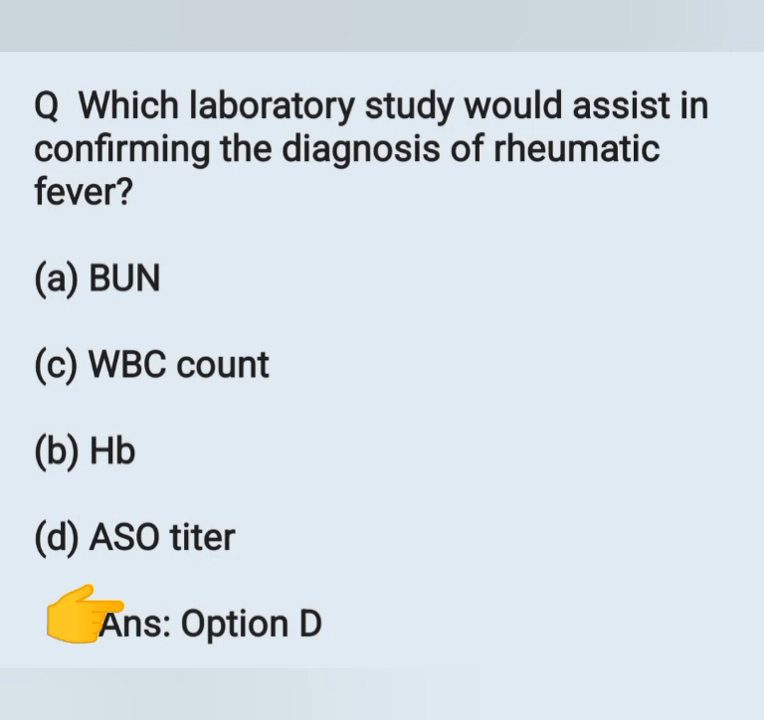 Q Which laboratory study would assist in
confirming the diagnosis of rheumatic
fever?
(a) BUN
(c) WBC count
(b) Hb
(d) ASO titer
Ans: Option D